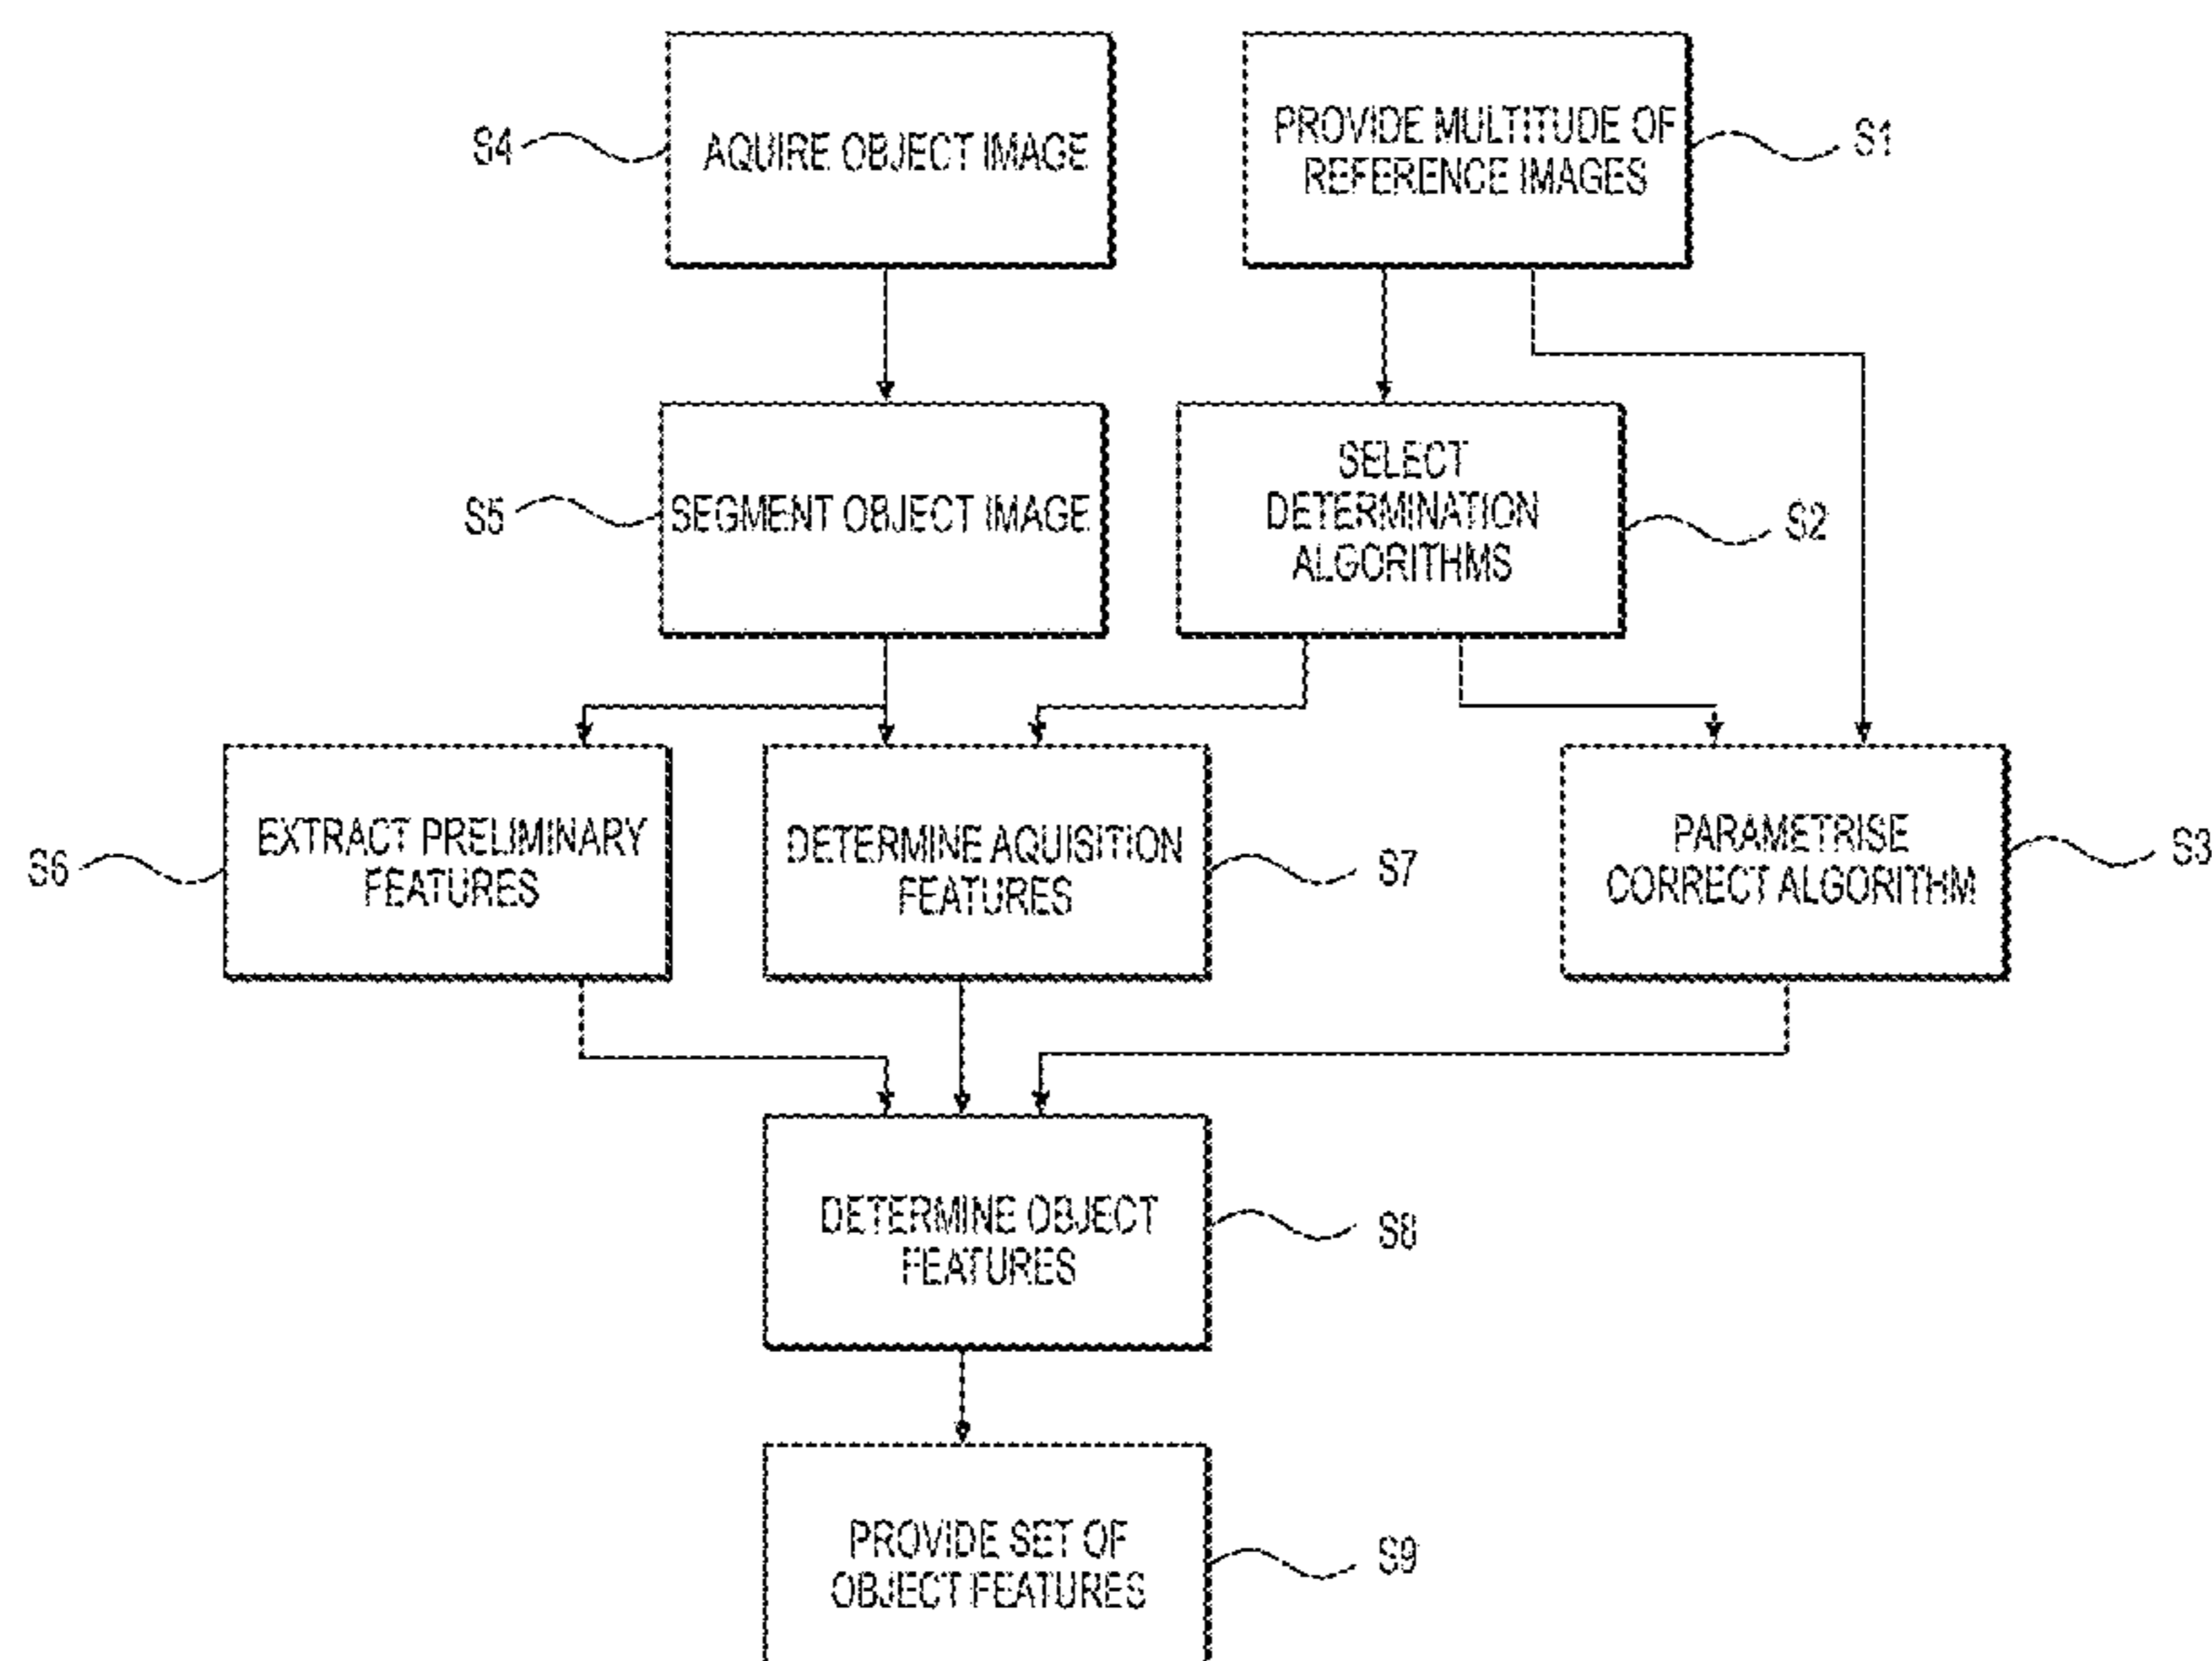 S4
AQUIRE OBJECT IMAGE
PROVIDE MULTITUDE OF
REFERENCE IMAGES
S1
S5
SEGMENT OBJECT IMAGE
SELECT
DETERMINATION
ALGORITHMS
S2
S6
EXTRACT PRELIMINARY
FEATURES
DETERMINE AQUISITION
FEATURES
S7
PARAMETRISE
CORRECT ALGORITHM
S3
DETERMINE OBJECT
FEATURES
S8
PROVIDE SET OF
OBJECT FEATURES
S9